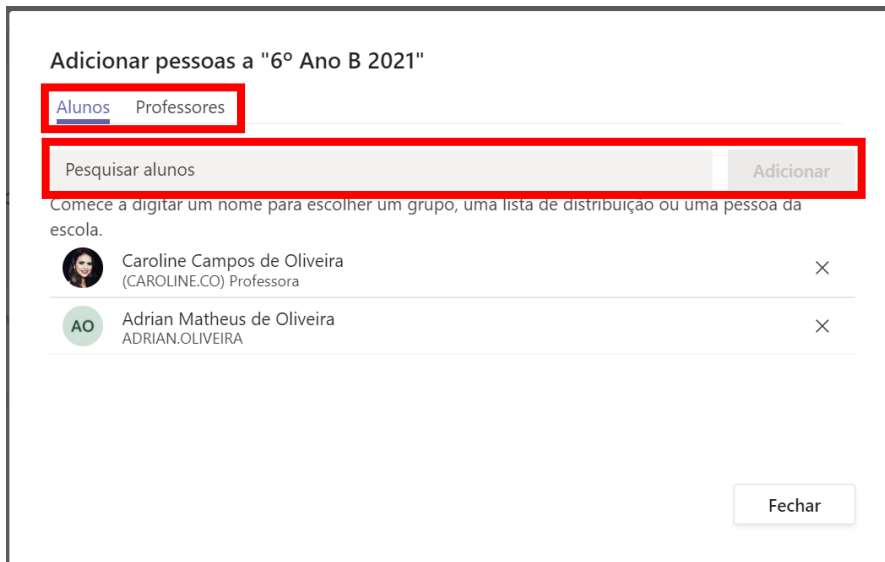 Adicionar pessoas a "6º Ano B 2021"
Alunos Professores
Pesquisar alunos Adicionar
Comece a digitar um nome para escolher um grupo, uma lista de distribuição ou uma pessoa da
escola.
Caroline Campos de Oliveira
(CAROLINE.CO) Professora
AO Adrian Matheus de Oliveira
ADRIAN.OLIVEIRA
Fechar